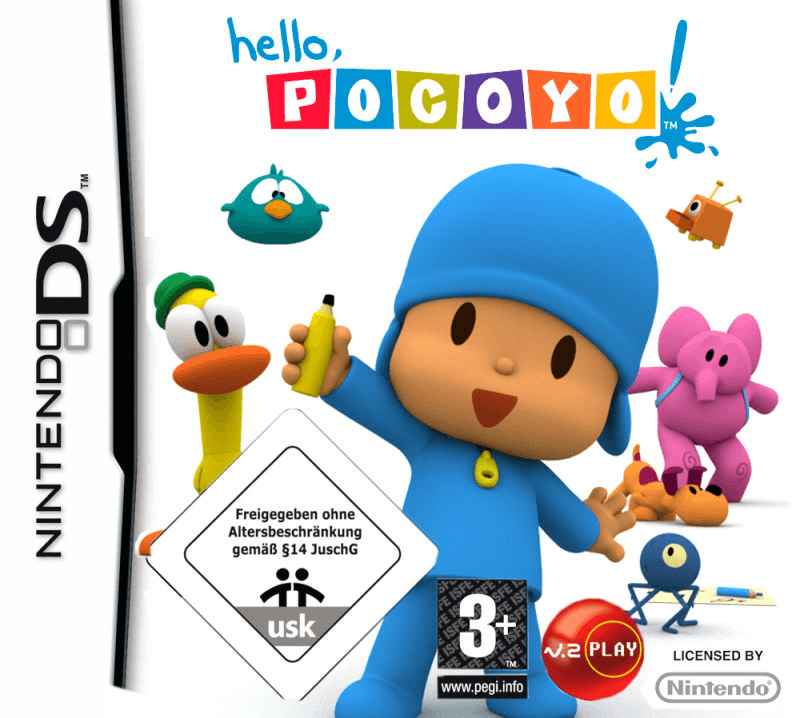 hello,
POCOYO!
TM
NINTENDO DS
TM
Freigegeben ohne
Altersbeschränkung
gemäß §14 JuschG
usk
ISFE
3+
TM
www.pegi.info
V.2 PLAY
LICENSED BY
Nintendo®